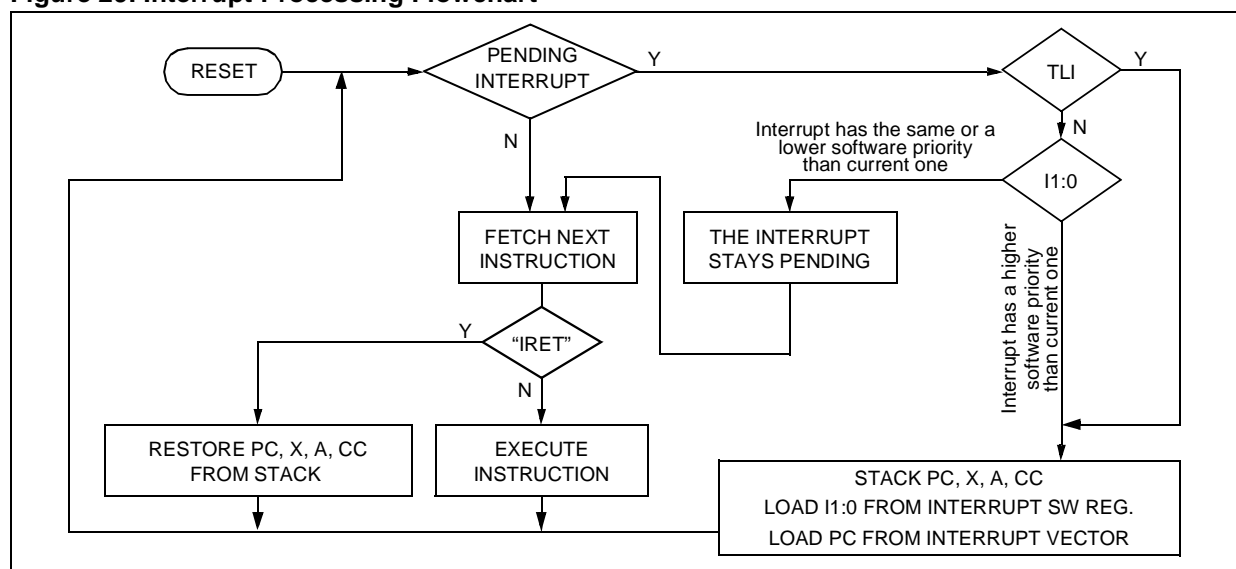 Interrupt Processing Flowchart
RESET
PENDING
INTERRUPT
Y
TLI
Y
N
N
Interrupt has the same or a
lower software priority
than current one
I1:0
FETCH NEXT
INSTRUCTION
THE INTERRUPT
STAYS PENDING
Interrupt has a higher
software priority
than current one
Y
“IRET”
N
RESTORE PC, X, A, CC
FROM STACK
EXECUTE
INSTRUCTION
STACK PC, X, A, CC
LOAD I1:0 FROM INTERRUPT SW REG.
LOAD PC FROM INTERRUPT VECTOR